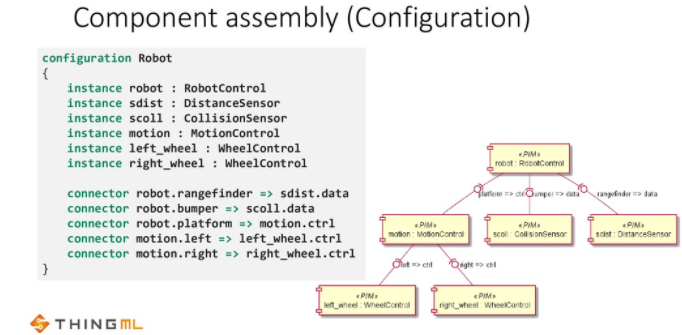 Component assembly (Configuration)
configuration Robot
{
instance robot : RobotControl
instance sdist : DistanceSensor
instance scoll : CollisionSensor
instance motion : MotionControl
instance left_wheel : WheelControl
instance right_wheel : WheelControl
connector robot.rangefinder => sdist.data
connector robot.bumper => scoll.data
connector robot.platform => motion.ctrl
connector motion.left => left_wheel.ctrl
connector motion.right => right_wheel.ctrl
}
«PIM»
robot : RobotControl
platform => ctrl bumper => data rangefinder => data
«PIM» «PIM» «PIM»
motion : MotionControl scoll : CollisionSensor sdist : DistanceSensor
left => ctrl right => ctrl
«PIM» «PIM»
left_wheel : WheelControl right_wheel : WheelControl
THINGML